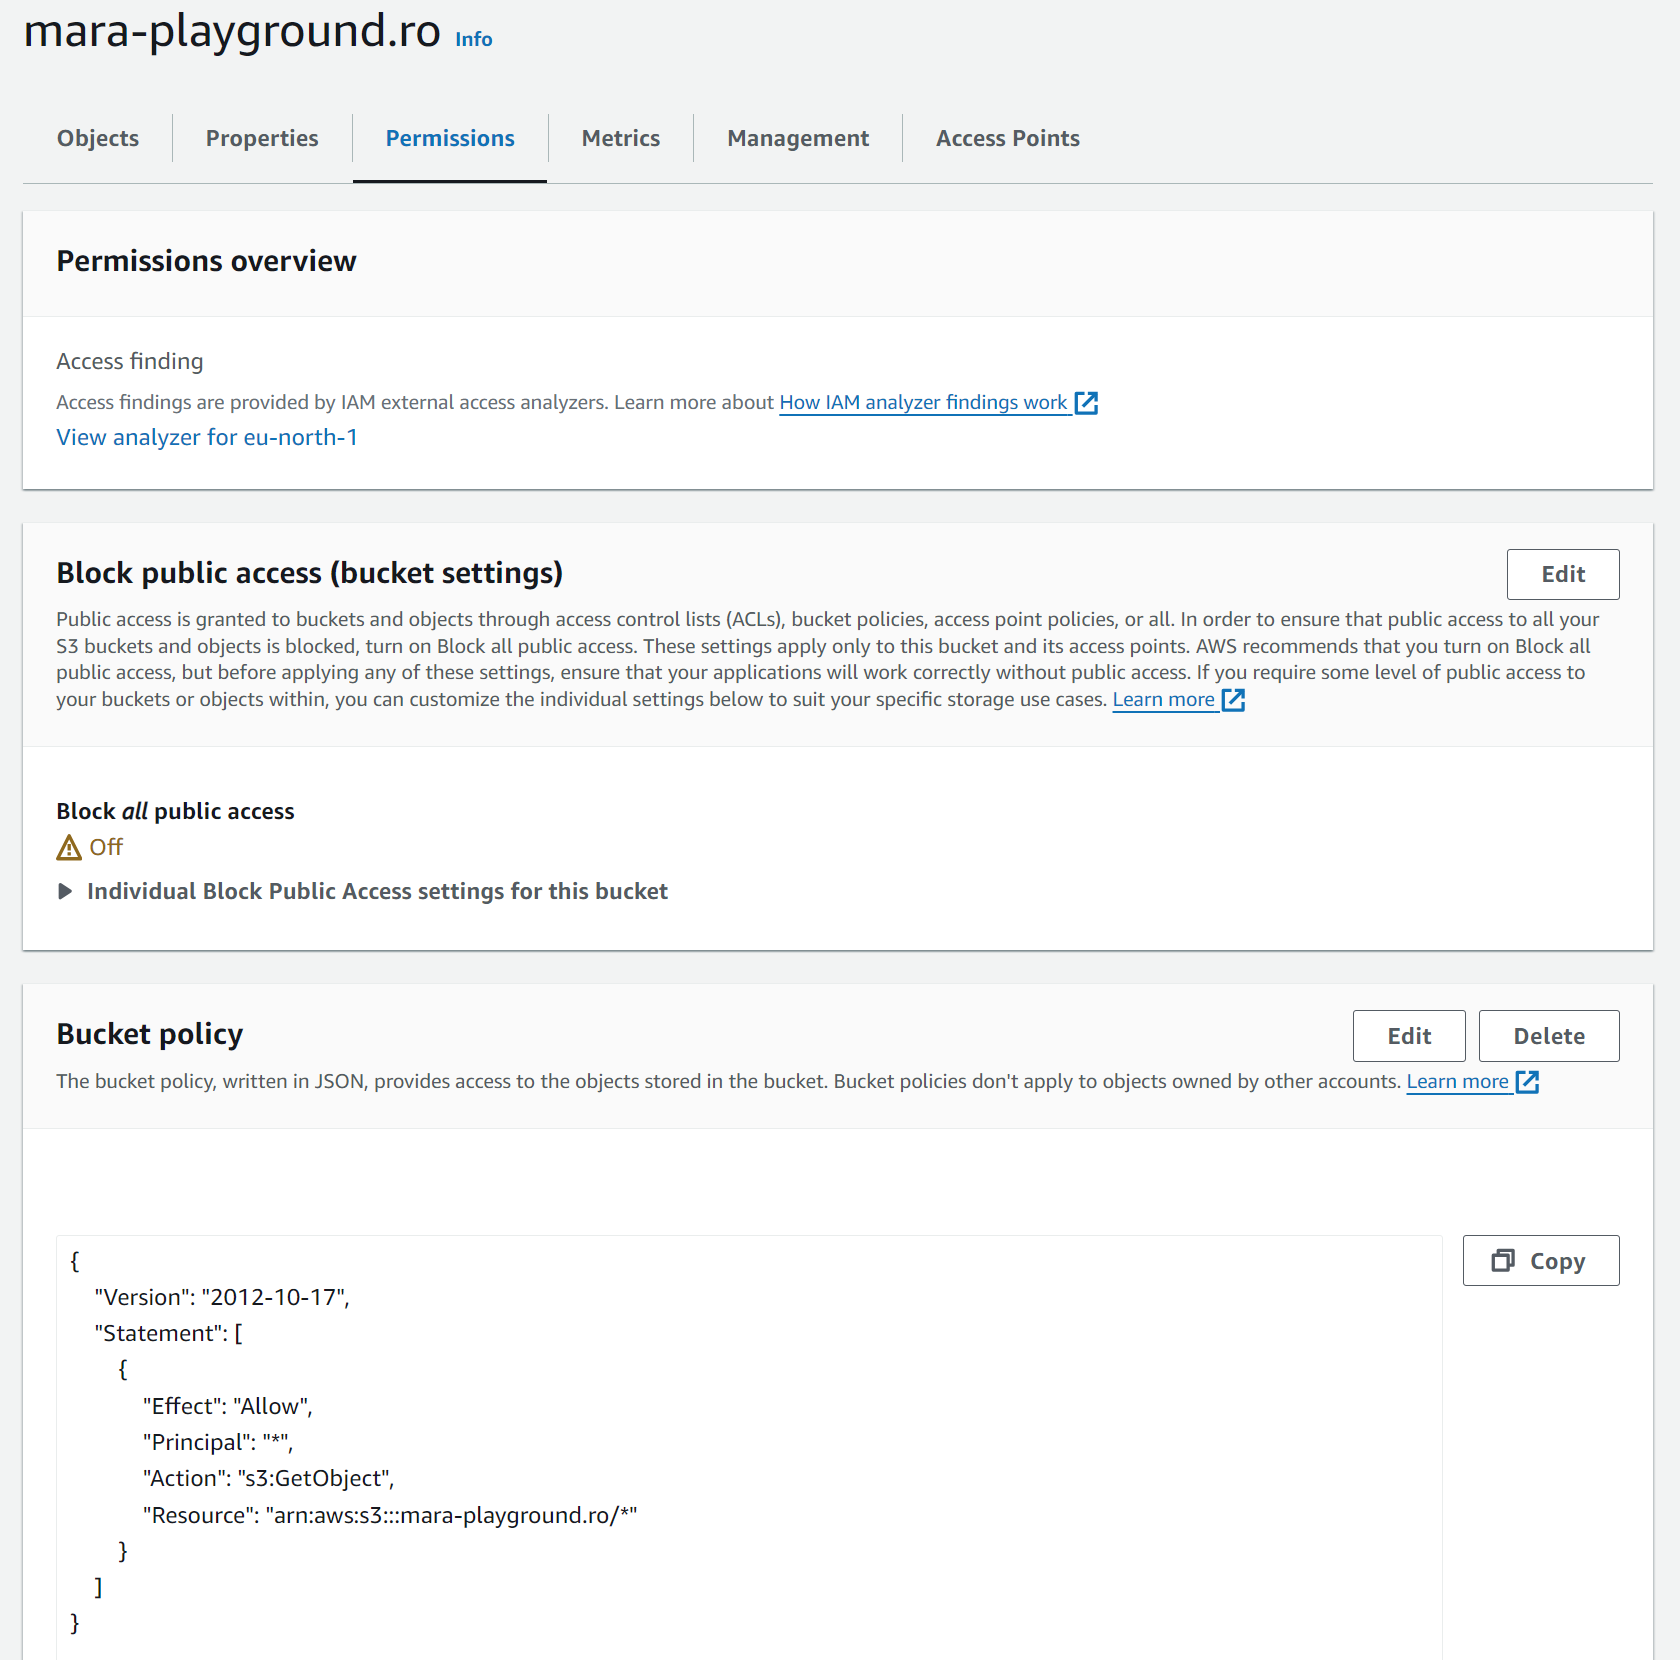 mara-playground.ro Info
Objects Properties Permissions Metrics Management Access Points
Permissions overview
Access finding
Access findings are provided by IAM external access analyzers. Learn more about How IAM analyzer findings work
View analyzer for eu-north-1
Block public access (bucket settings)
Edit
Public access is granted to buckets and objects through access control lists (ACLs), bucket policies, access point policies, or all. In order to ensure that public access to all your
S3 buckets and objects is blocked, turn on Block all public access. These settings apply only to this bucket and its access points. AWS recommends that you turn on Block all
public access, but before applying any of these settings, ensure that your applications will work correctly without public access. If you require some level of public access to
your buckets or objects within, you can customize the individual settings below to suit your specific storage use cases. Learn more
Block all public access
Off
Individual Block Public Access settings for this bucket
Bucket policy
Edit Delete
The bucket policy, written in JSON, provides access to the objects stored in the bucket. Bucket policies don't apply to objects owned by other accounts. Learn more
Copy
{
"Version": "2012-10-17",
"Statement": [
{
"Effect": "Allow",
"Principal": "*",
"Action": "s3:GetObject",
"Resource": "arn:aws:s3:::mara-playground.ro/*"
}
]
}